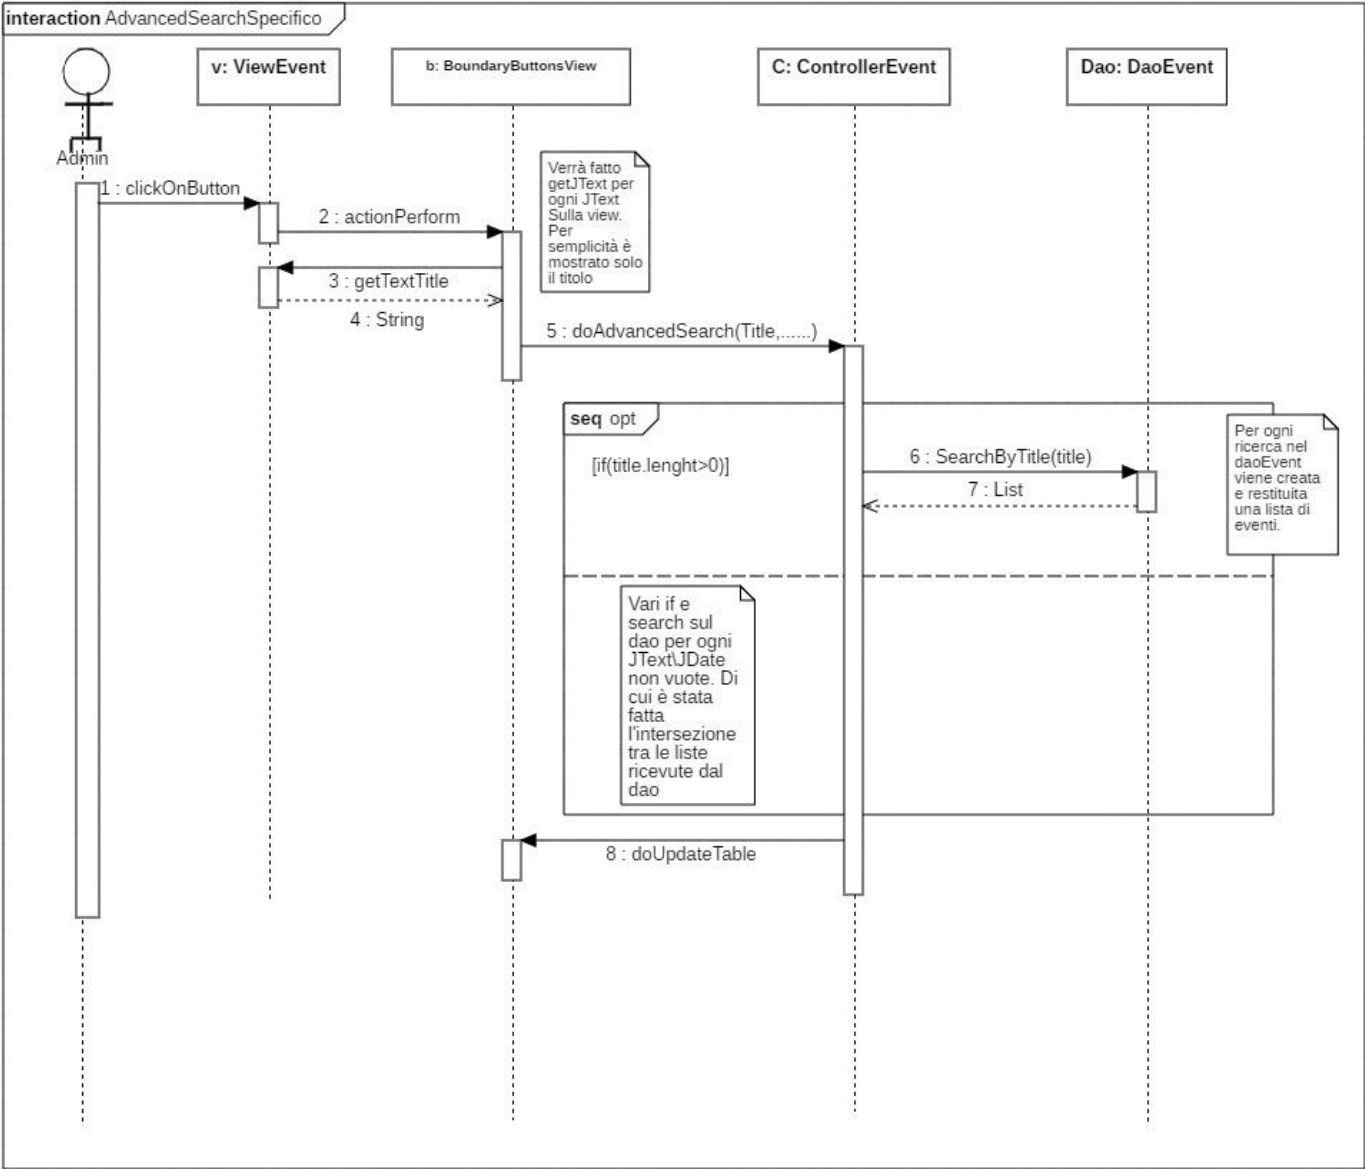 interaction AdvancedSearchSpecifico
v: ViewEvent
b: BoundaryButtonsView
C: ControllerEvent
Dao: DaoEvent
Admin
1 : clickOnButton
2 : actionPerform
Verrà fatto
getJText per
ogni JText
Sulla view.
Per
semplicità è
mostrato solo
il titolo
3 : getTextTitle
4 : String
5 : doAdvancedSearch(Title,......)
seq opt
[if(title.lenght>0)]
6 : SearchByTitle(title)
7 : List
Per ogni
ricerca nel
daoEvent
viene creata
e restituita
una lista di
eventi.
Vari if e
search sul
dao per ogni
JText\JDate
non vuote. Di
cui è stata
fatta
l'intersezione
tra le liste
ricevute dal
dao
8 : doUpdateTable